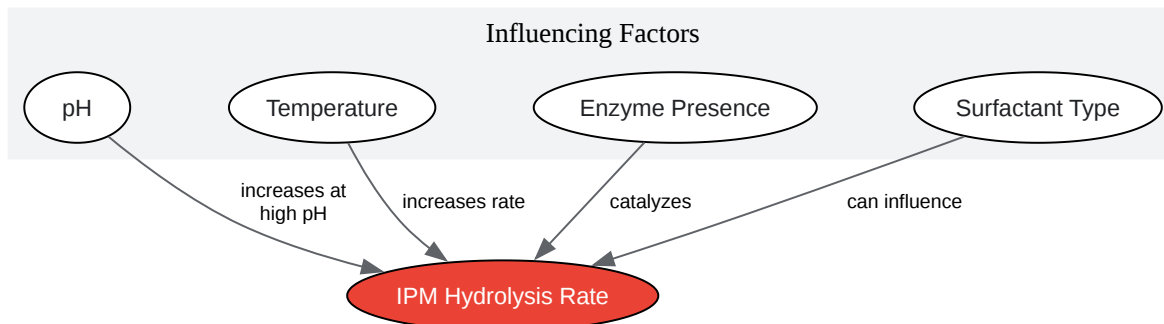 Influencing Factors
pH
Temperature
Enzyme Presence
Surfactant Type
increases at
high pH
increases rate
catalyzes
can influence
IPM Hydrolysis Rate